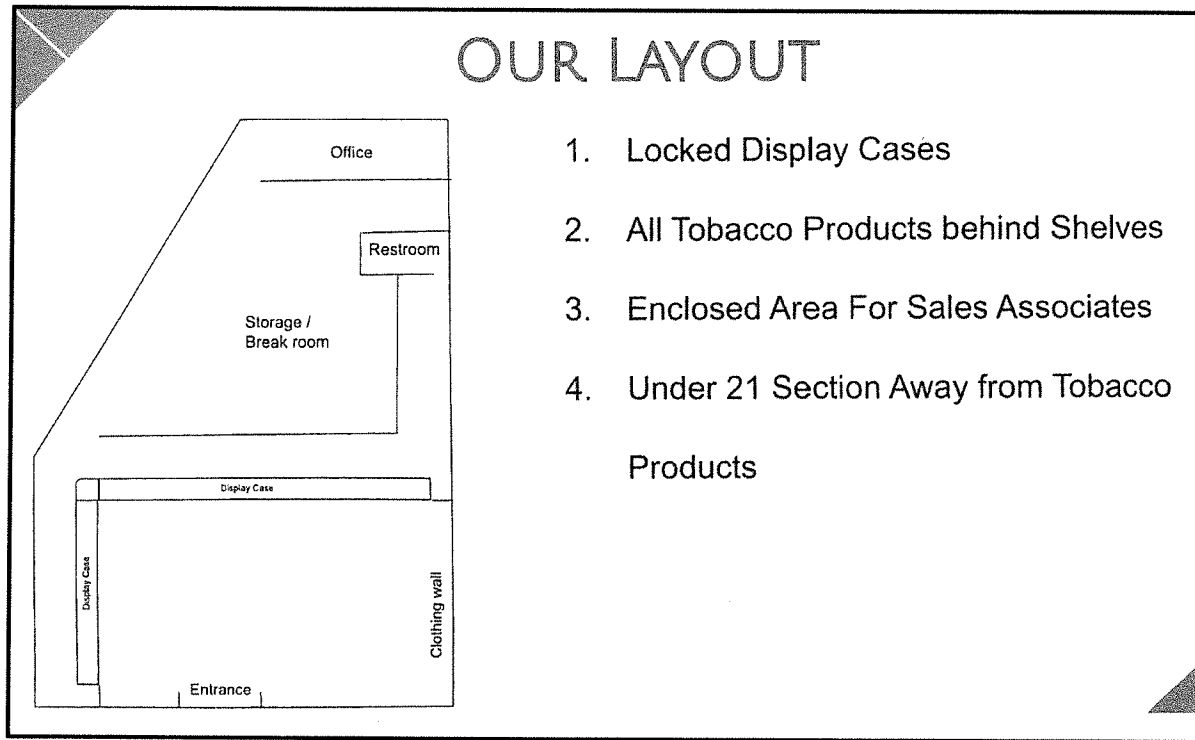 OUR LAYOUT
Office
Restroom
Storage /
Break room
Display Case
Display Case
Clothing wall
Entrance
1. Locked Display Cases
2. All Tobacco Products behind Shelves
3. Enclosed Area For Sales Associates
4. Under 21 Section Away from Tobacco
Products